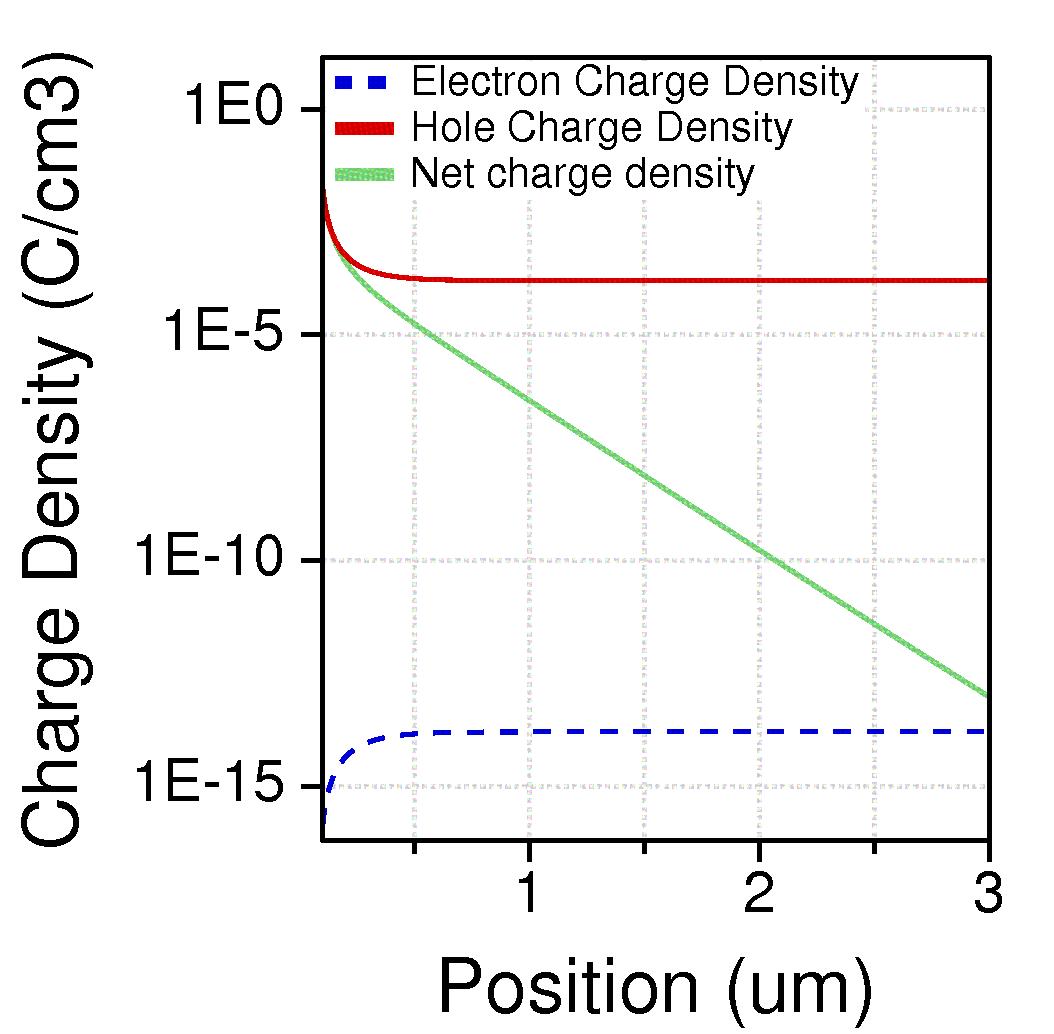 Electron Charge Density
Hole Charge Density
Net charge density
Charge Density (C/cm3)
1E0
1E-5
1E-10
1E-15
1
2
3
Position (um)